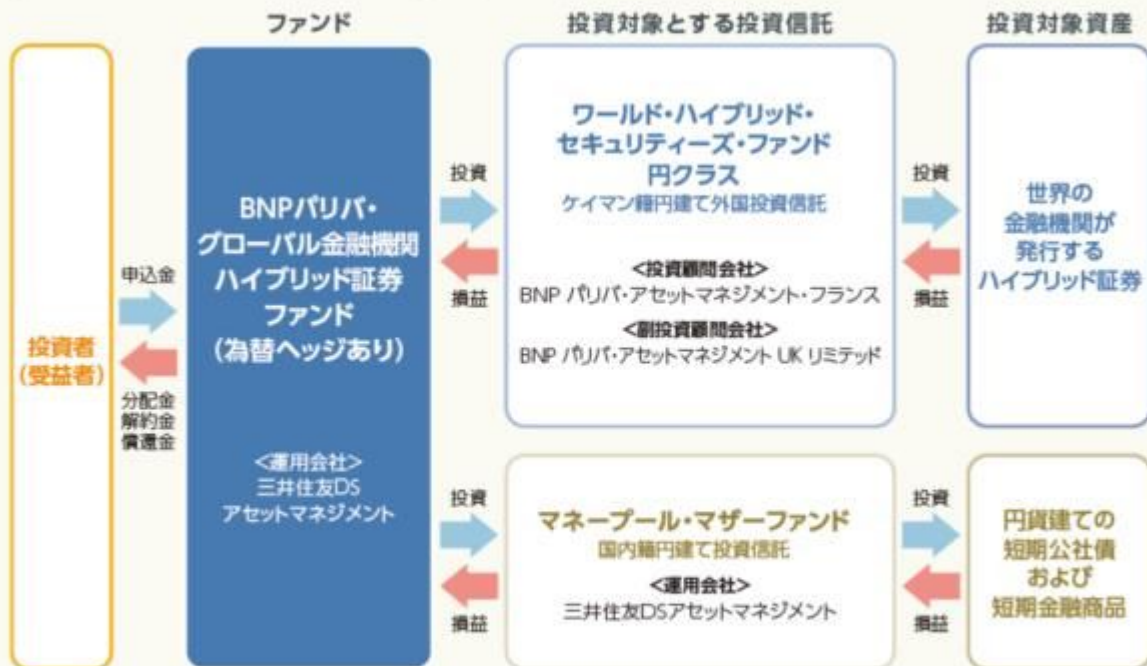 ファンド
投資対象とする投資信託
投資対象資産
投資者
(受益者)
申込金
分配金
解約金
償還金
BNPパリバ・
グローバル金融機関
ハイブリッド証券
ファンド
(為替ヘッジあり)
<運用会社>
三井住友DS
アセットマネジメント
投資
損益
ワールド・ハイブリッド・
セキュリティーズ・ファンド
円クラス
ケイマン籍円建て外国投資信託
<投資顧問会社>
BNP パリバ・アセットマネジメント・フランス
<副投資顧問会社>
BNP パリバ・アセットマネジメント UK リミテッド
投資
損益
世界の
金融機関が
発行する
ハイブリッド証券
投資
損益
マネープール・マザーファンド
国内籍円建て投資信託
<運用会社>
三井住友DSアセットマネジメント
投資
損益
円貨建ての
短期公社債
および
短期金融商品